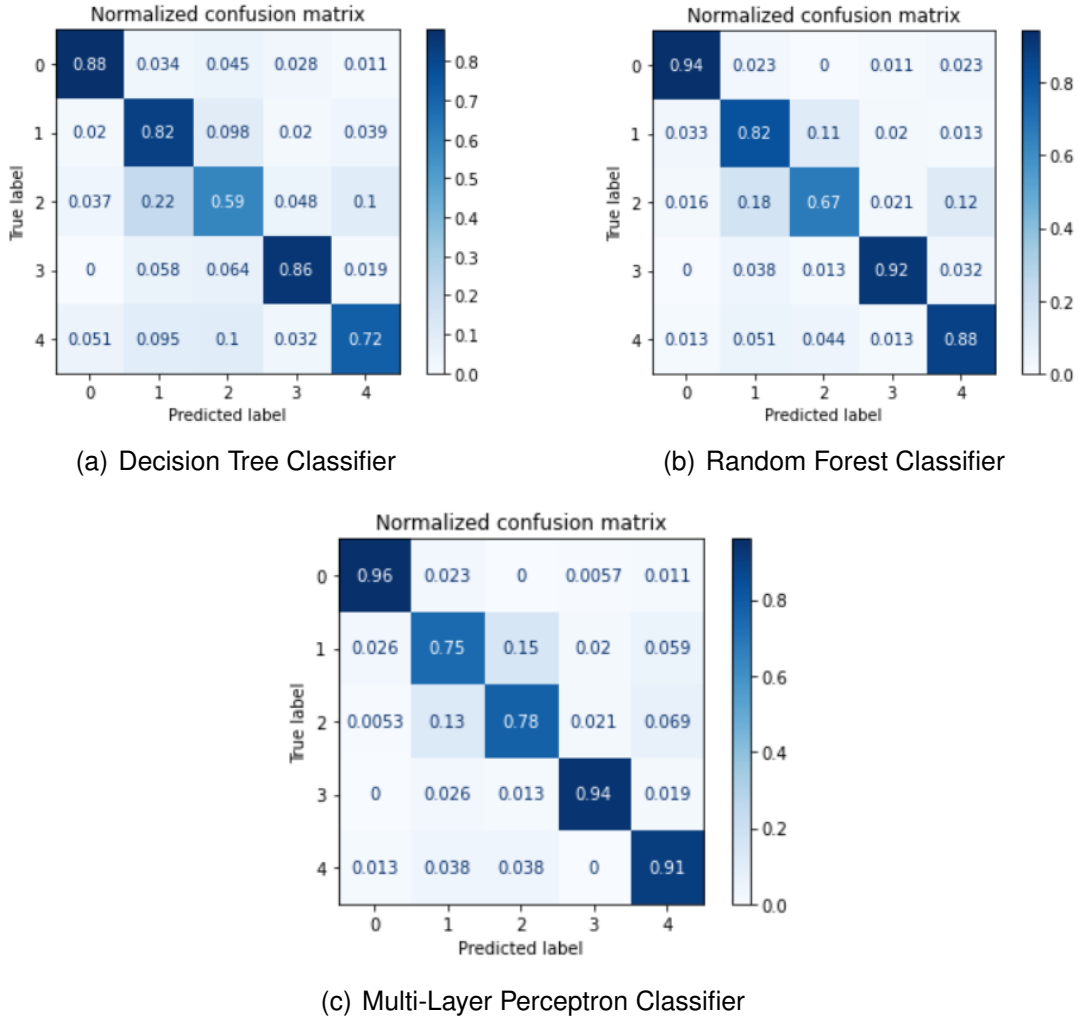 Normalized confusion matrix
0 0.88 0.034 0.045 0.028 0.011
1 0.02 0.82 0.098 0.02 0.039
2 0.037 0.22 0.59 0.048 0.1
3 0 0.058 0.064 0.86 0.019
4 0.051 0.095 0.1 0.032 0.72
0 1 2 3 4
Predicted label
True label
0.8
0.7
0.6
0.5
0.4
0.3
0.2
0.1
0.0
(a) Decision Tree Classifier
Normalized confusion matrix
0 0.94 0.023 0 0.011 0.023
1 0.033 0.82 0.11 0.02 0.013
2 0.016 0.18 0.67 0.021 0.12
3 0 0.038 0.013 0.92 0.032
4 0.013 0.051 0.044 0.013 0.88
0 1 2 3 4
Predicted label
True label
0.8
0.6
0.4
0.2
0.0
(b) Random Forest Classifier
Normalized confusion matrix
0 0.96 0.023 0 0.0057 0.011
1 0.026 0.75 0.15 0.02 0.059
2 0.0053 0.13 0.78 0.021 0.069
3 0 0.026 0.013 0.94 0.019
4 0.013 0.038 0.038 0 0.91
0 1 2 3 4
Predicted label
True label
0.8
0.6
0.4
0.2
0.0
(c) Multi-Layer Perceptron Classifier